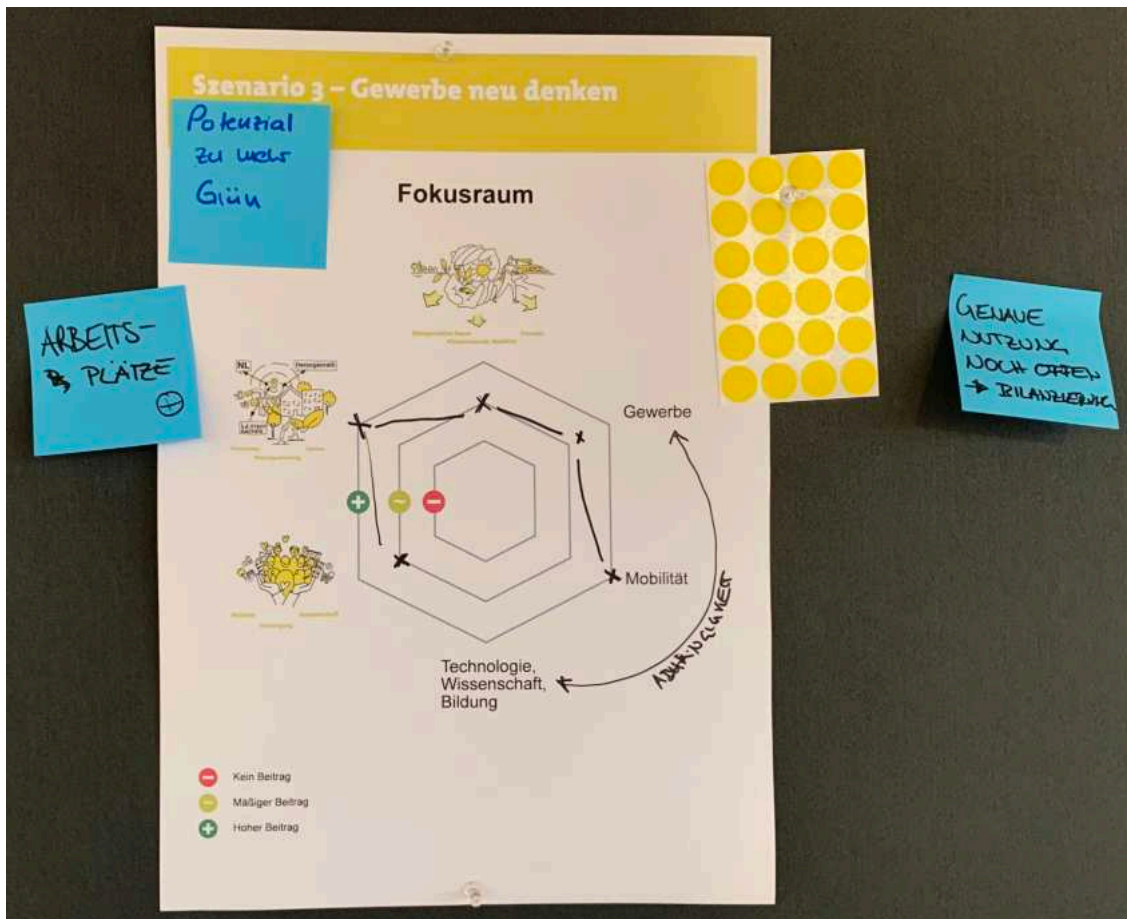 Szenario 3 – Gewerbe neu denken
Potenzial
zu mehr
Grün
Fokusraum
ARBEITS-
PLÄTZE
+
GENAUE
NUTZUNG
NOCH OFFEN
→ BILANZIERUNG
NL
Gewerbe
+
~
−
Mobilität
ABHÄNGIGKEIT
Technologie,
Wissenschaft,
Bildung
− Kein Beitrag
~ Mäßiger Beitrag
+ Hoher Beitrag